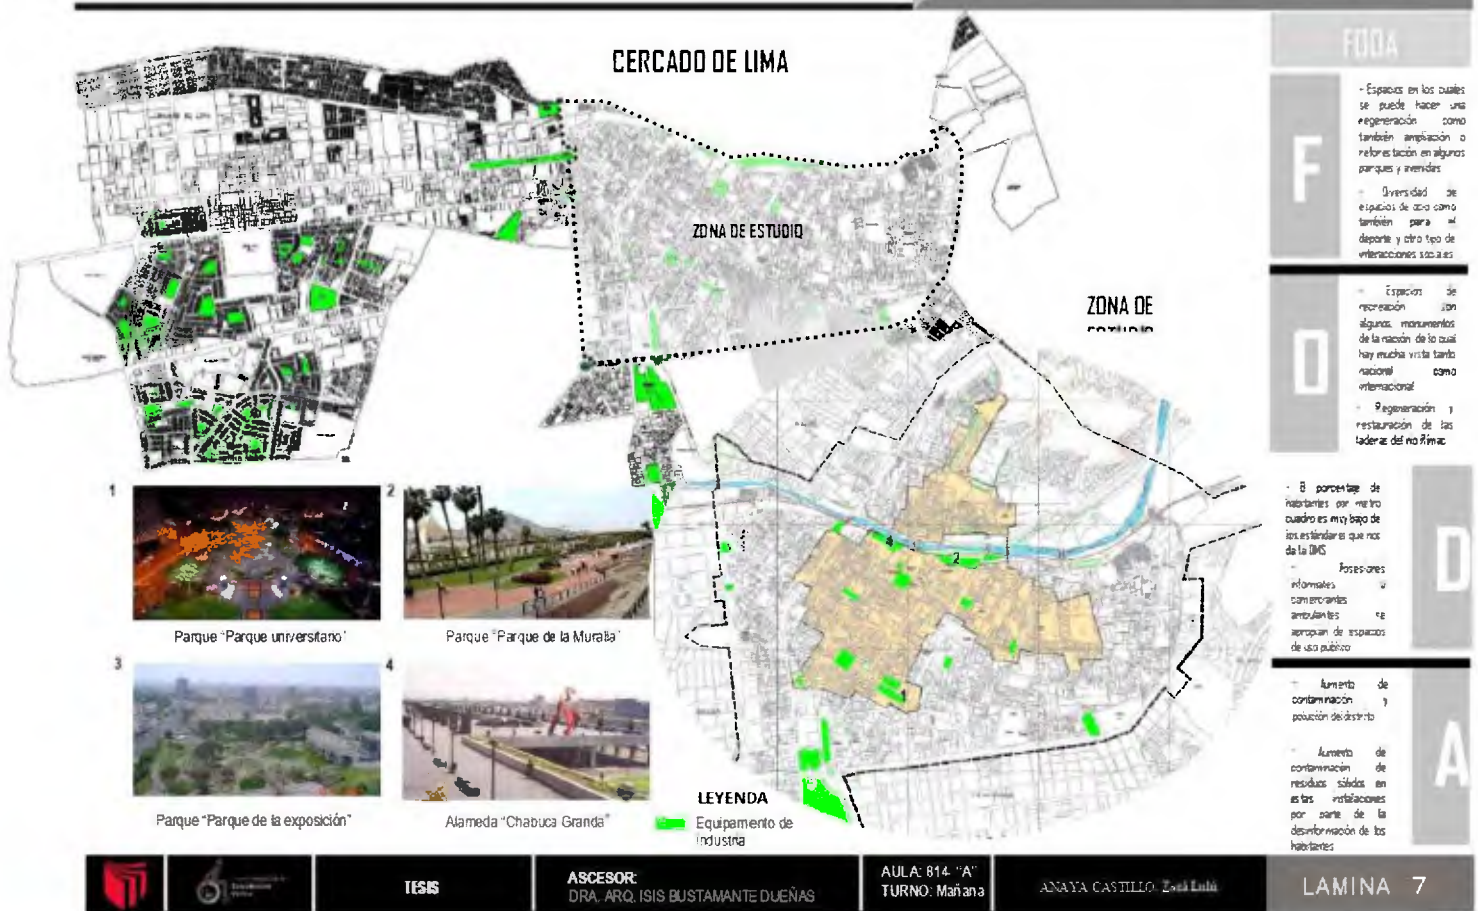 CERCADO DE LIMA
ZONA DE ESTUDIO
ZONA DE
ESTUDIO
FODA
F
- Espacios en los cuales
se puede hacer una
regeneración como
también ampliación o
reforestación en algunos
parques y avenidas
- Diversidad de
espacios de ocio como
también para el
deporte y otro tipo de
interacciones sociales
O
- Espacios de
recreación con
algunos monumentos
de la nación de lo cual
hay mucha vista tanto
nacional como
internacional
- Regeneración y
restauración de las
laderas del rio Rimac
- El porcentaje de
habitantes por metro
cuadro es muy bajo de
los estándares que nos
da la OMS
- Posesiones
informales o
comerciantes
ambulantes se
apropian de espacios
de uso público
D
- Aumento de
contaminación y
polución del distrito
- Aumento de
contaminación de
residuos sólidos en
estas instalaciones
por parte de la
desinformación de los
habitantes
A
1
Parque "Parque universitario"
2
Parque "Parque de la Muralla"
3
Parque "Parque de la exposición"
4
Alameda "Chabuca Granda"
4
2
1
LEYENDA
Equipamento de
industria
TESIS
ASCESOR:
DRA. ARQ. ISIS BUSTAMANTE DUEÑAS
AULA: 814 "A"
TURNO: Mañana
ANAYA CASTILLO
LAMINA 7